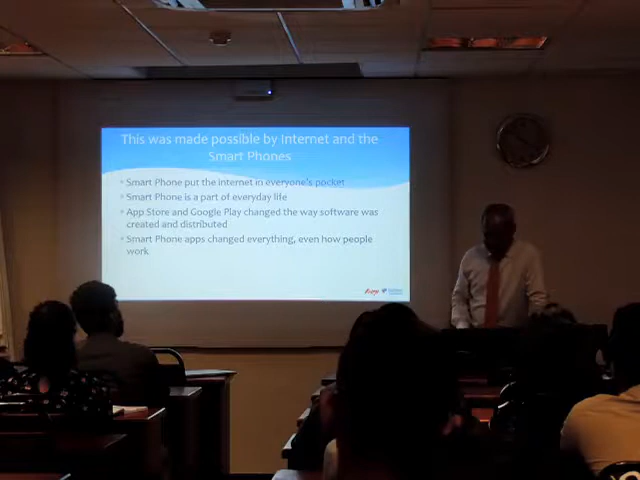 This was made possible by Internet and the
Smart Phones
Smart Phone put the internet in everyone's pocket
Smart Phone is a part of everyday life
App Store and Google Play changed the way software was
created and distributed
Smart Phone apps changed everything, even how people
work